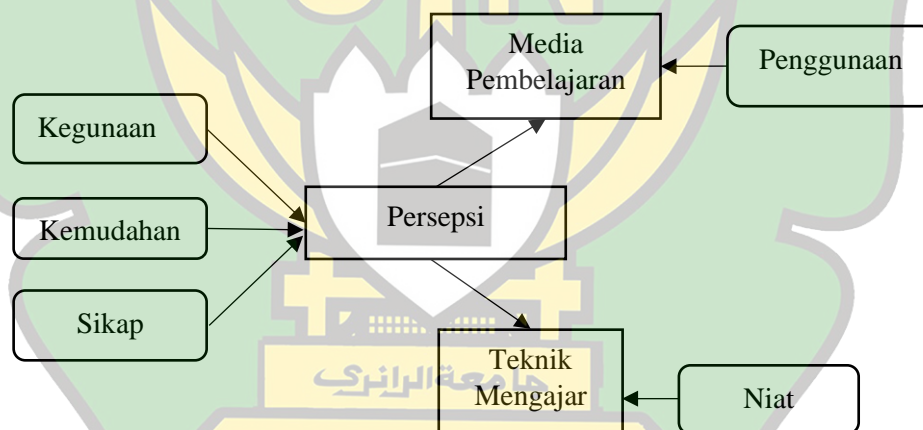 Media
Pembelajaran
Penggunaan
Kegunaan
Persepsi
Kemudahan
Sikap
Teknik
Mengajar
Niat
جامعة الرانري